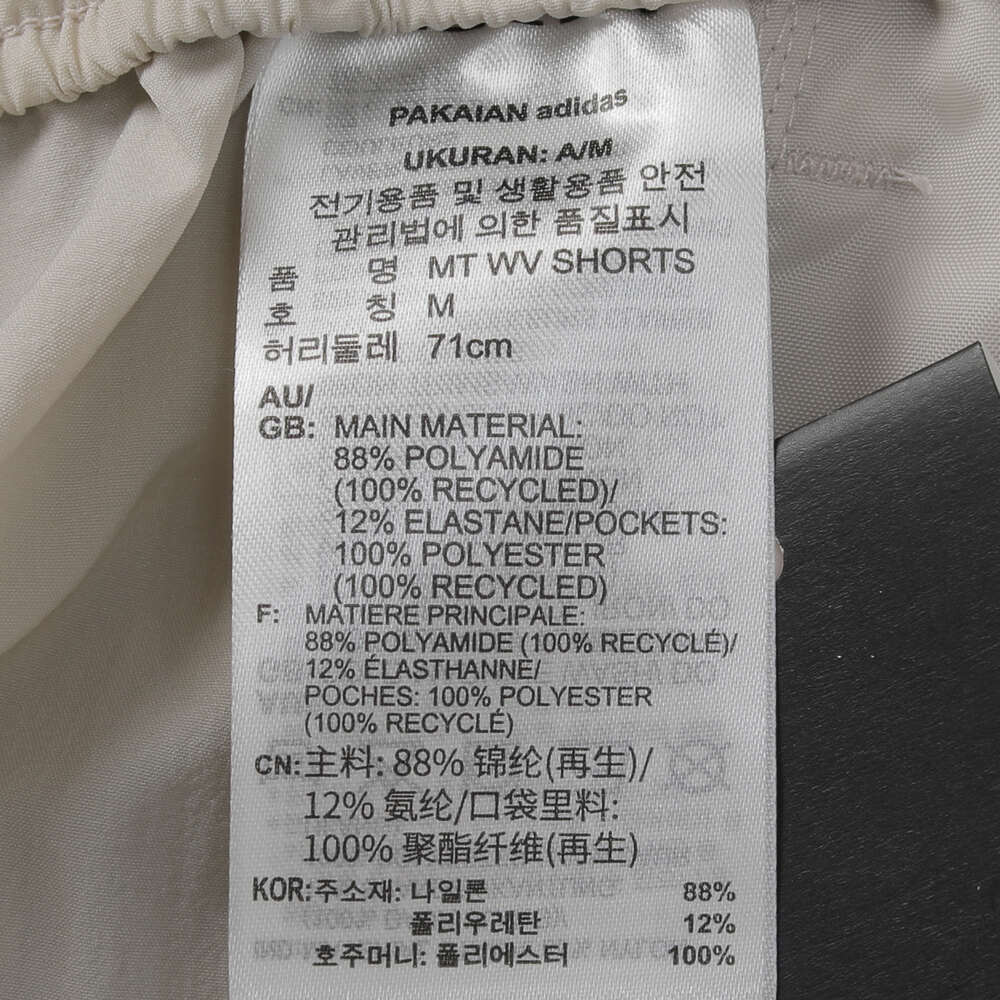 PAKAIAN adidas
UKURAN: A/M
전기용품 및 생활용품 안전
관리법에 의한 품질표시
품 명 MT WV SHORTS
호 칭 M
허리둘레 71cm
AU/
GB: MAIN MATERIAL:
88% POLYAMIDE
(100% RECYCLED)/
12% ELASTANE/POCKETS:
100% POLYESTER
(100% RECYCLED)
F: MATIERE PRINCIPALE:
88% POLYAMIDE (100% RECYCLÉ)/
12% ÉLASTHANNE/
POCHES: 100% POLYESTER
(100% RECYCLÉ)
CN: 主料: 88% 锦纶(再生)/
12% 氨纶/口袋里料:
100% 聚酯纤维(再生)
KOR: 주소재: 나일론 88%
폴리우레탄 12%
호주머니: 폴리에스터 100%